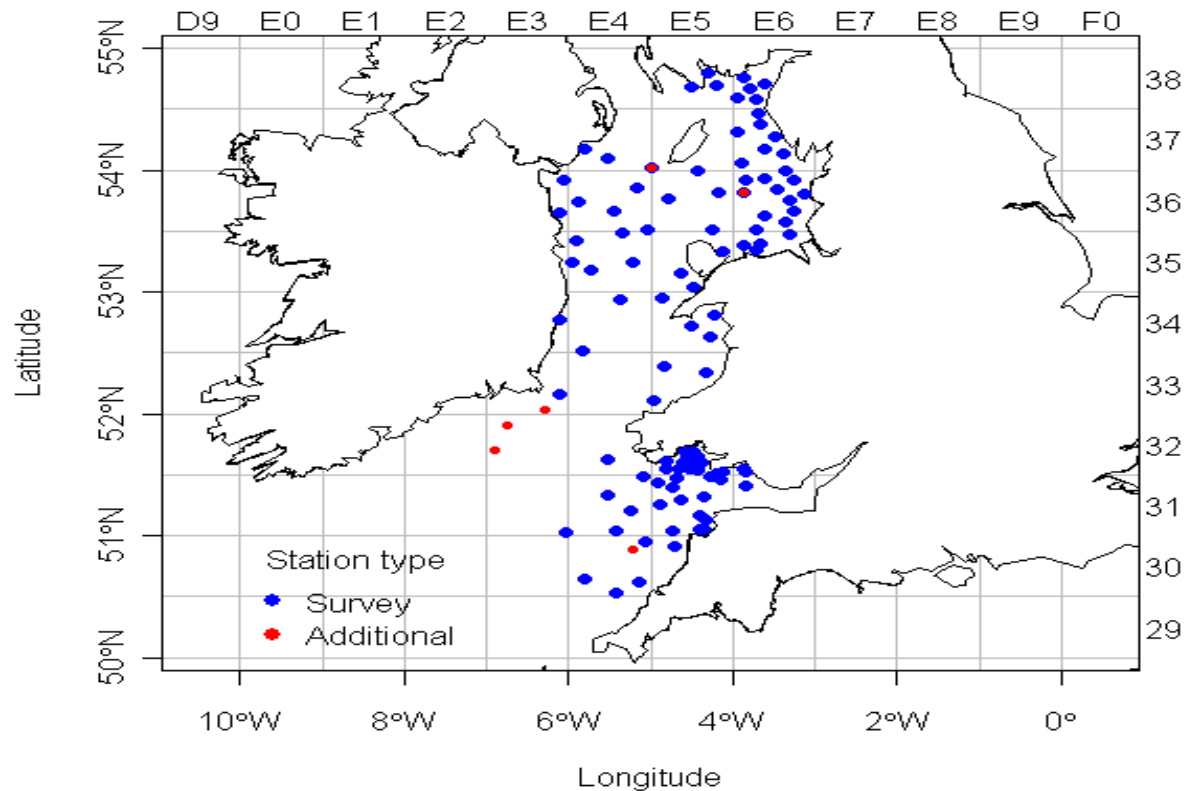 D9 E0 E1 E2 E3 E4 E5 E6 E7 E8 E9 F0
55°N
38
37
54°N
36
35
53°N
34
Latitude
33
52°N
32
31
51°N
Station type
30
Survey
Additional
29
50°N
10°W 8°W 6°W 4°W 2°W 0°
Longitude